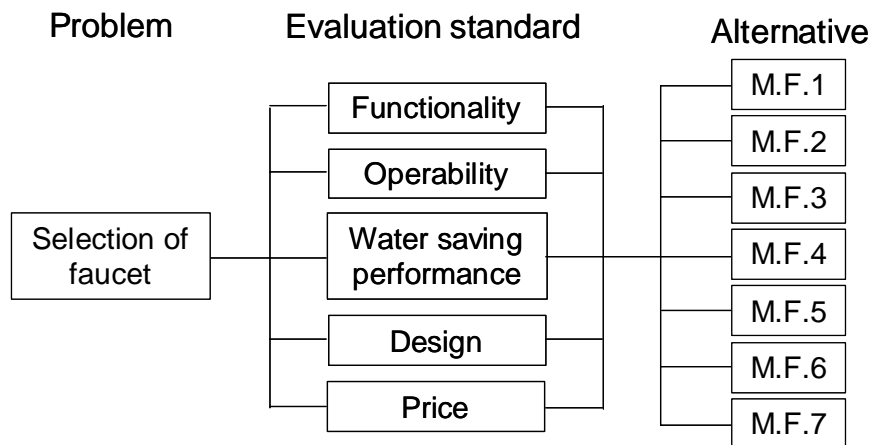 Problem
Evaluation standard
Alternative
Functionality
Operability
Selection of
faucet
Water saving
performance
Design
Price
M.F.1
M.F.2
M.F.3
M.F.4
M.F.5
M.F.6
M.F.7